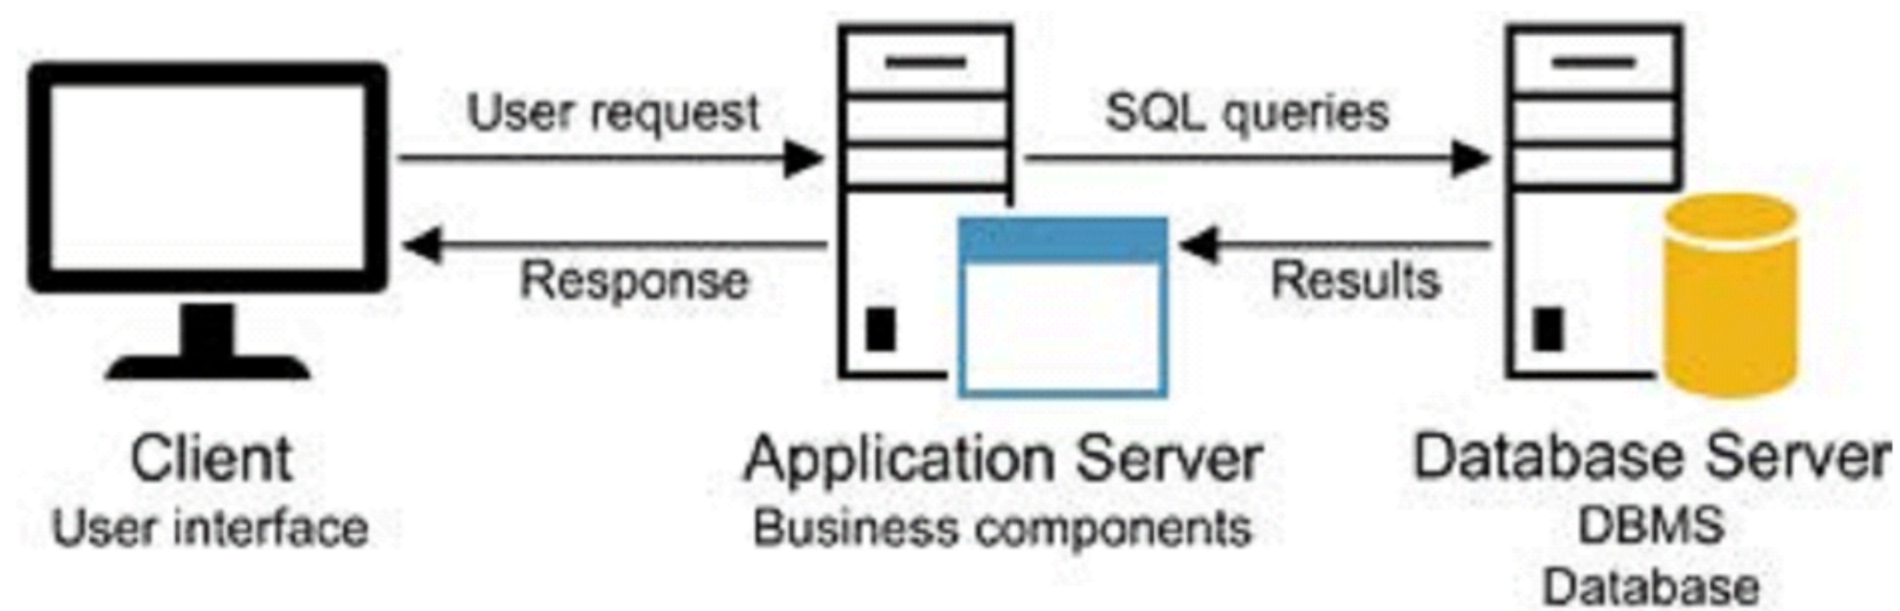 User request
SQL queries
Response
Results
Client
User interface
Application Server
Business components
Database Server
DBMS
Database